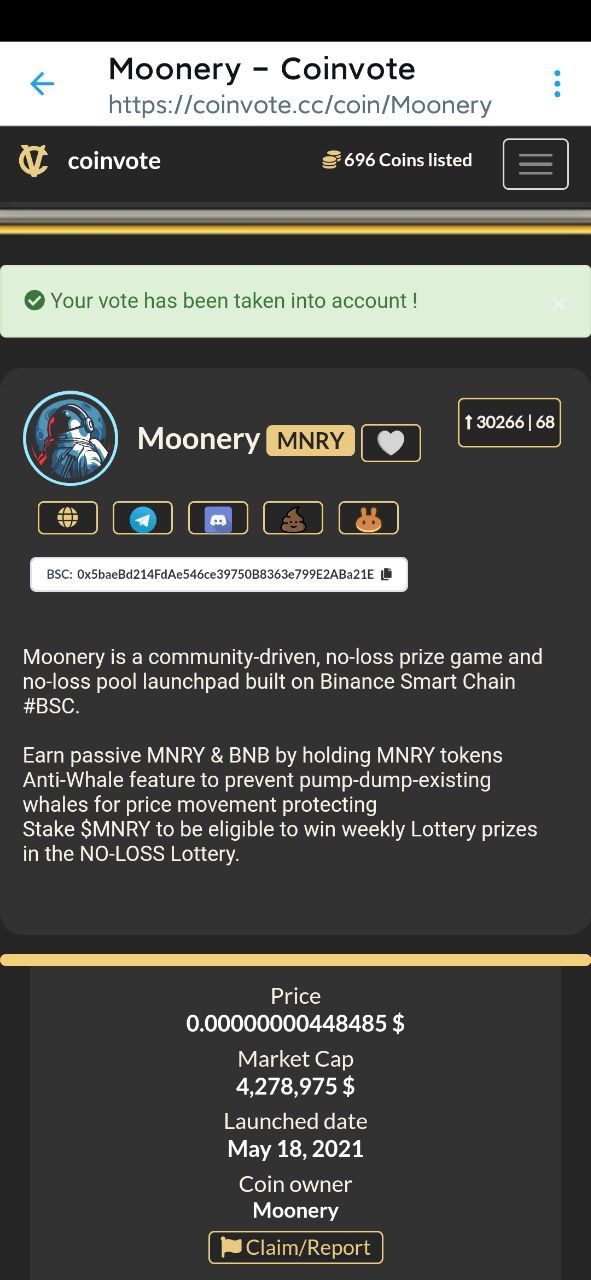 Moonery – Coinvote
https://coinvote.cc/coin/Moonery
coinvote
696 Coins listed
Your vote has been taken into account !
Moonery MNRY
30266 | 68
BSC: 0x5baeBd214FdAe546ce39750B8363e799E2ABa21E
Moonery is a community-driven, no-loss prize game and
no-loss pool launchpad built on Binance Smart Chain
#BSC.
Earn passive MNRY & BNB by holding MNRY tokens
Anti-Whale feature to prevent pump-dump-existing
whales for price movement protecting
Stake $MNRY to be eligible to win weekly Lottery prizes
in the NO-LOSS Lottery.
Price
0.00000000448485 $
Market Cap
4,278,975 $
Launched date
May 18, 2021
Coin owner
Moonery
Claim/Report